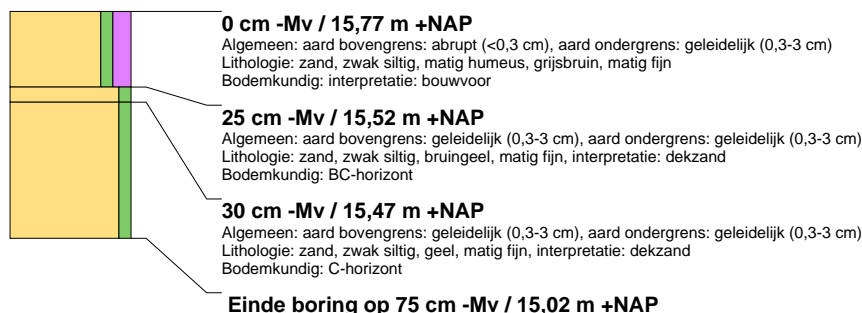 0 cm -Mv / 15,77 m +NAP
Algemeen: aard bovengrens: abrupt (<0,3 cm), aard ondergrens: geleidelijk (0,3-3 cm)
Lithologie: zand, zwak siltig, matig humeus, grijsbruin, matig fijn
Bodemkundig: interpretatie: bouwvoor
25 cm -Mv / 15,52 m +NAP
Algemeen: aard bovengrens: geleidelijk (0,3-3 cm), aard ondergrens: geleidelijk (0,3-3 cm)
Lithologie: zand, zwak siltig, bruingeel, matig fijn, interpretatie: dekzand
Bodemkundig: BC-horizont
30 cm -Mv / 15,47 m +NAP
Algemeen: aard bovengrens: geleidelijk (0,3-3 cm), aard ondergrens: geleidelijk (0,3-3 cm)
Lithologie: zand, zwak siltig, geel, matig fijn, interpretatie: dekzand
Bodemkundig: C-horizont
Einde boring op 75 cm -Mv / 15,02 m +NAP